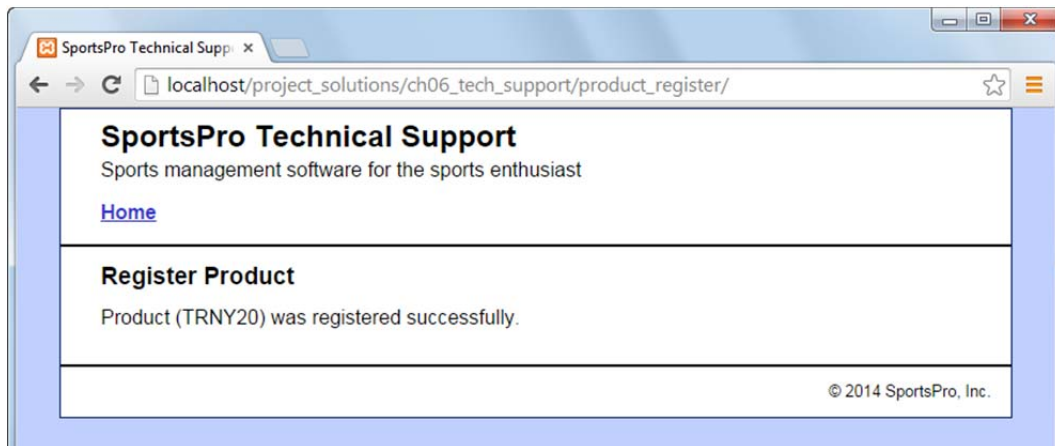 SportsPro Technical Supp
localhost/project_solutions/ch06_tech_support/product_register/
SportsPro Technical Support
Sports management software for the sports enthusiast
Home
Register Product
Product (TRNY20) was registered successfully.
© 2014 SportsPro, Inc.